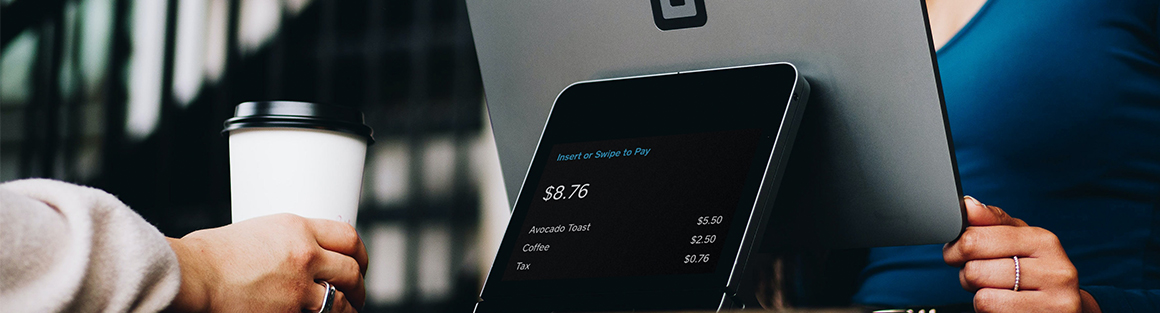 Insert or Swipe to Pay
$8.76
Avocado Toast $5.50
Coffee $2.50
Tax $0.76